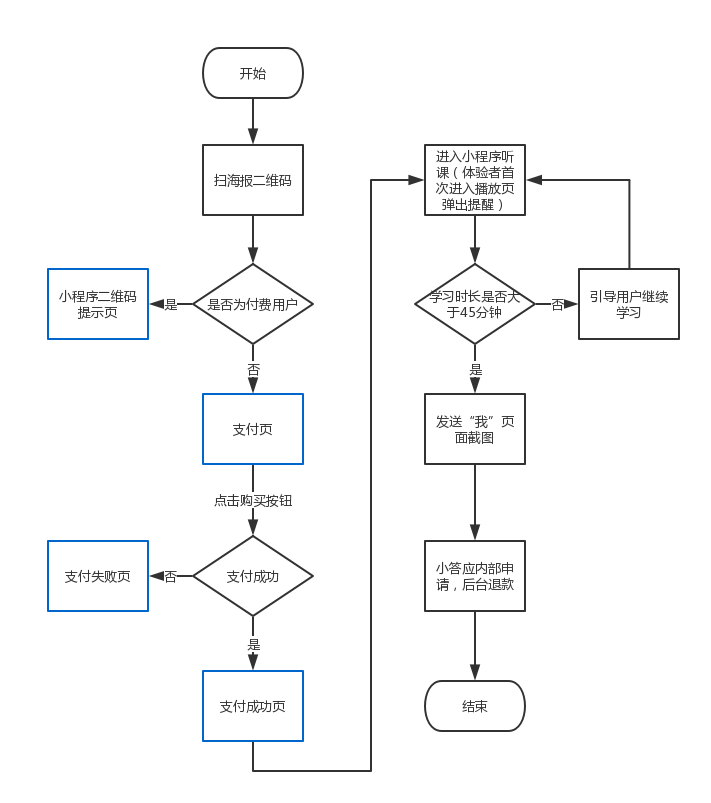 开始
扫海报二维码
是否为付费用户
是
小程序二维码
提示页
否
支付页
点击购买按钮
支付成功
否
支付失败页
是
支付成功页
进入小程序听
课（体验者首
次进入播放页
弹出提醒）
学习时长是否大
于45分钟
否
引导用户继续
学习
是
发送“我”页
面截图
小答应内部申
请，后台退款
结束